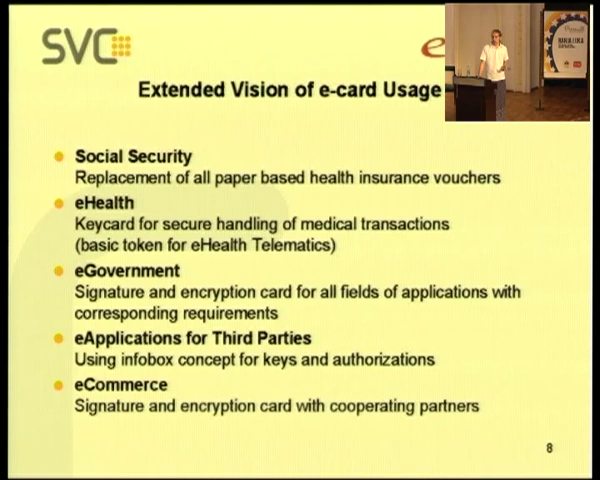 SVC
e
Extended Vision of e-card Usage
Social Security
Replacement of all paper based health insurance vouchers
eHealth
Keycard for secure handling of medical transactions
(basic token for eHealth Telematics)
eGovernment
Signature and encryption card for all fields of applications with
corresponding requirements
eApplications for Third Parties
Using infobox concept for keys and authorizations
eCommerce
Signature and encryption card with cooperating partners
8